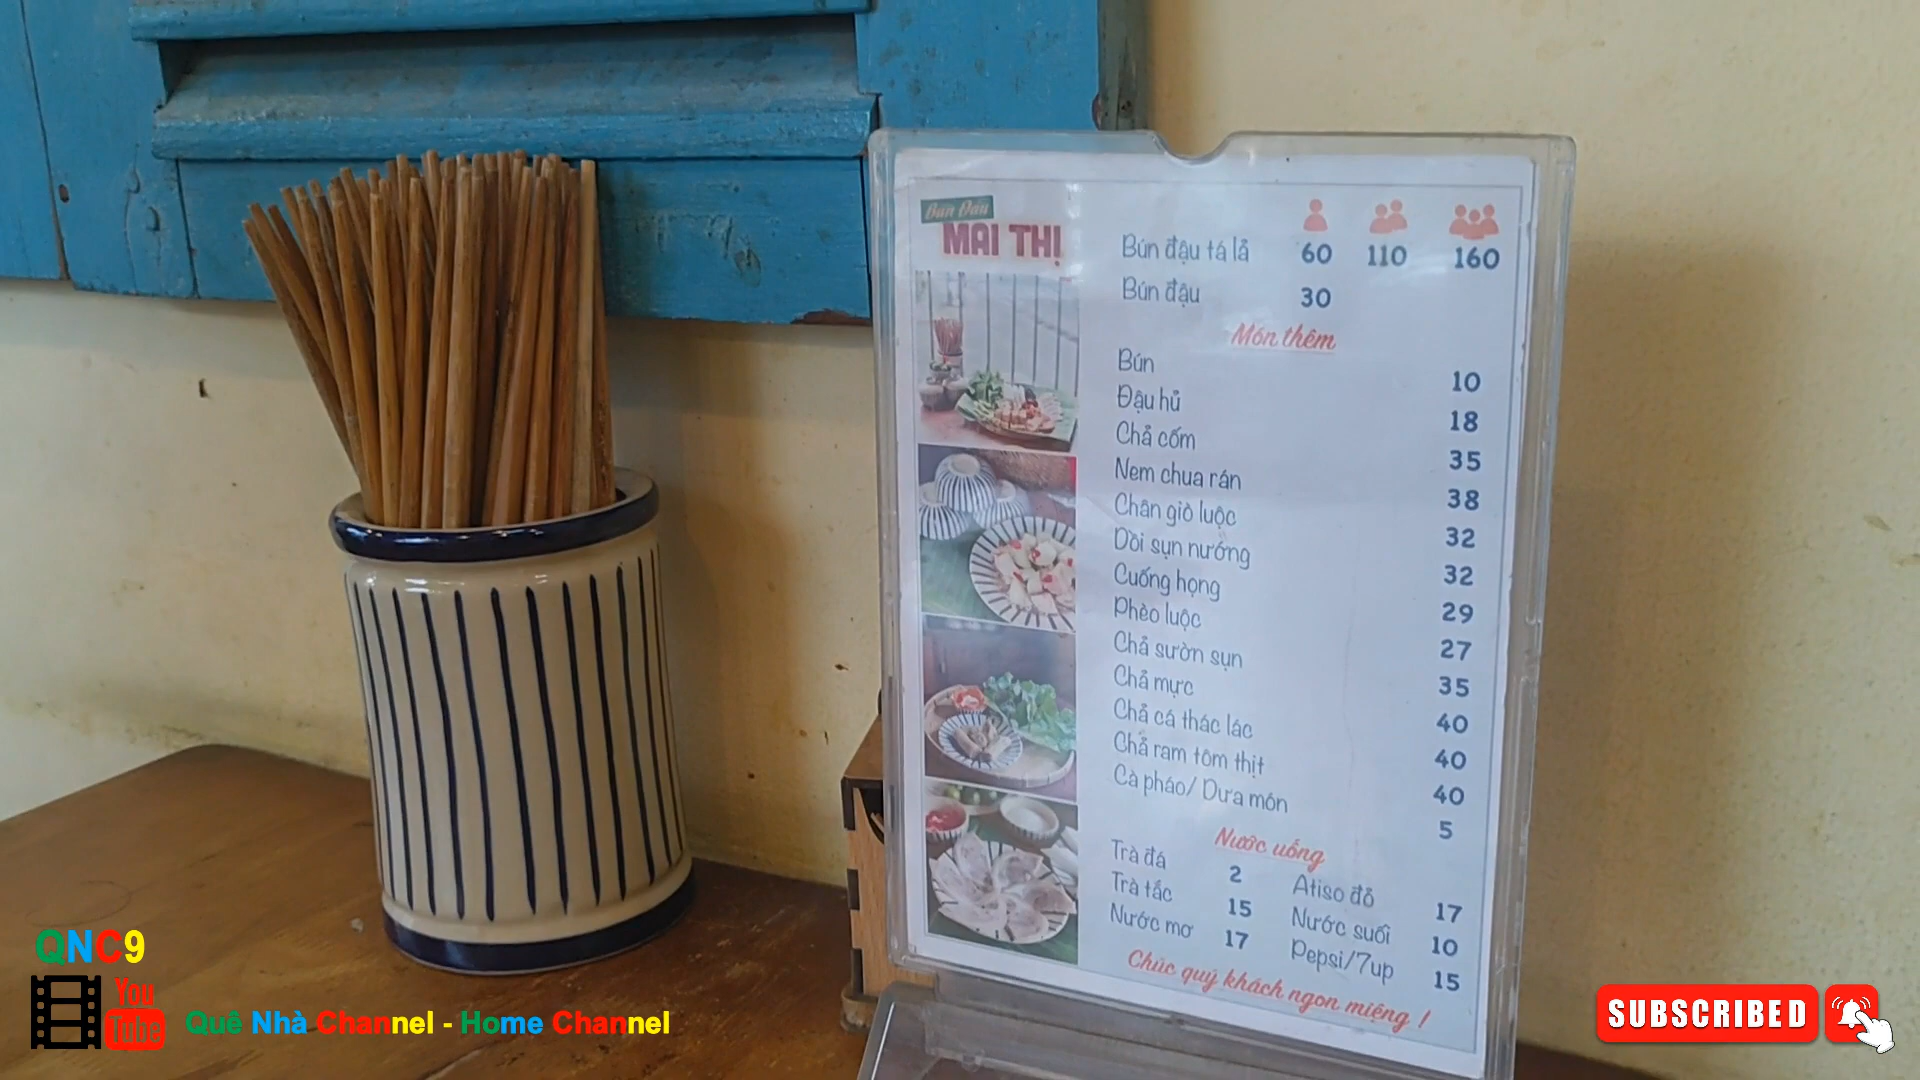 Bún Đậu
MAI THỊ
Bún đậu tá lả 60 110 160
Bún đậu 30
Món thêm
Bún 10
Đậu hủ 18
Chả cốm 35
Nem chua rán 38
Chân giò luộc 32
Dồi sụn nướng 32
Cuống họng 29
Phèo luộc 27
Chả sườn sụn 35
Chả mực 40
Chả cá thác lác 40
Chả ram tôm thịt 40
Cà pháo/ Dưa món 5
Nước uống
Trà đá 2 Atiso đỏ 17
Trà tắc 15 Nước suối 10
Nước mơ 17 Pepsi/7up 15
Chúc quý khách ngon miệng !
QNC9
You
Tube
Quê Nhà Channel - Home Channel
SUBSCRIBED